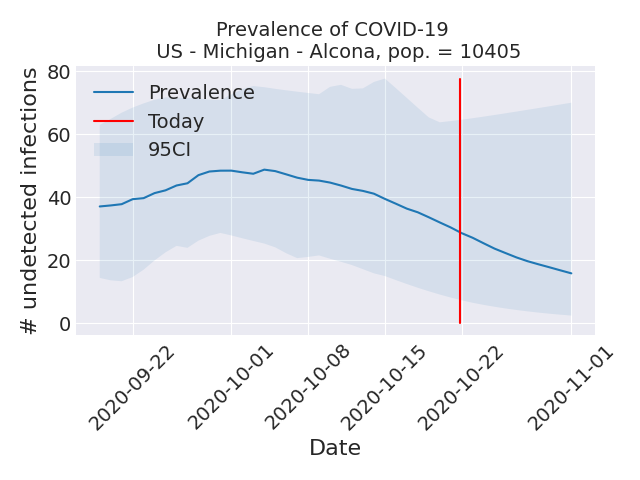 Prevalence of COVID-19
US - Michigan - Alcona, pop. = 10405
# undetected infections
80
60
40
20
0
Prevalence
Today
95CI
2020-09-22
2020-10-01
2020-10-08
2020-10-15
2020-10-22
2020-11-01
Date